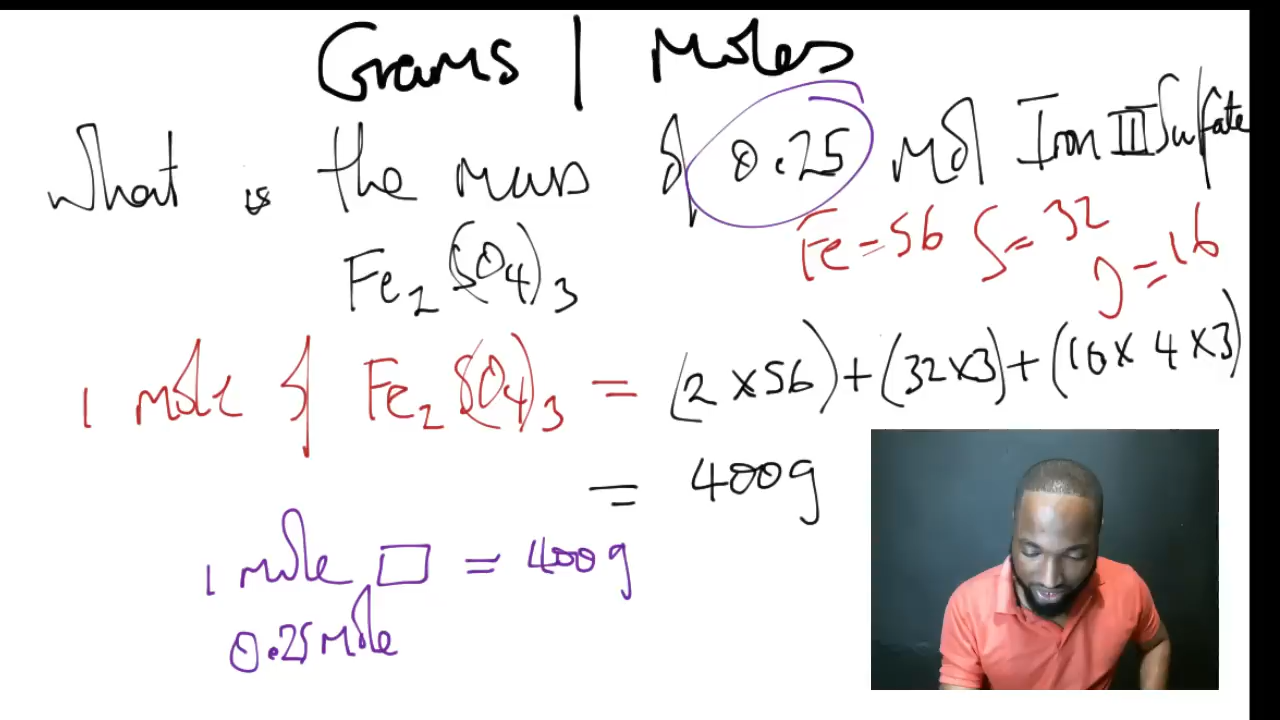 Grams | Moles
What is the mass of 0.25 mol Iron III Sulfate
Fe = 56 S = 32
O = 16
Fe₂(SO₄)₃
1 mole of Fe₂(SO₄)₃ = (2 × 56) + (32×3) + (16 × 4 × 3)
= 400g
1 mole □ = 400g
0.25 mole